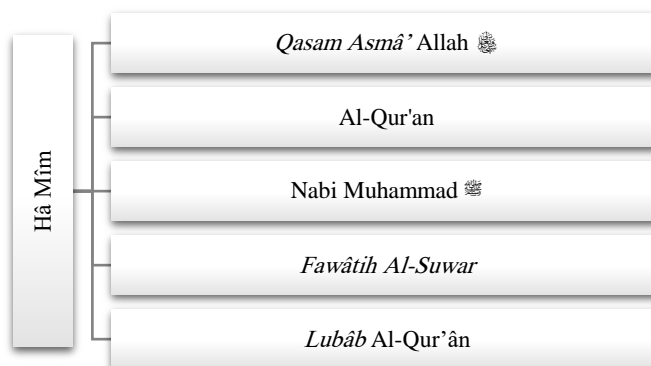 Hâ Mîm
Qasam Asmâ’ Allah ﷻ
Al-Qur'an
Nabi Muhammad ﷺ
Fawâtih Al-Suwar
Lubâb Al-Qur’ân